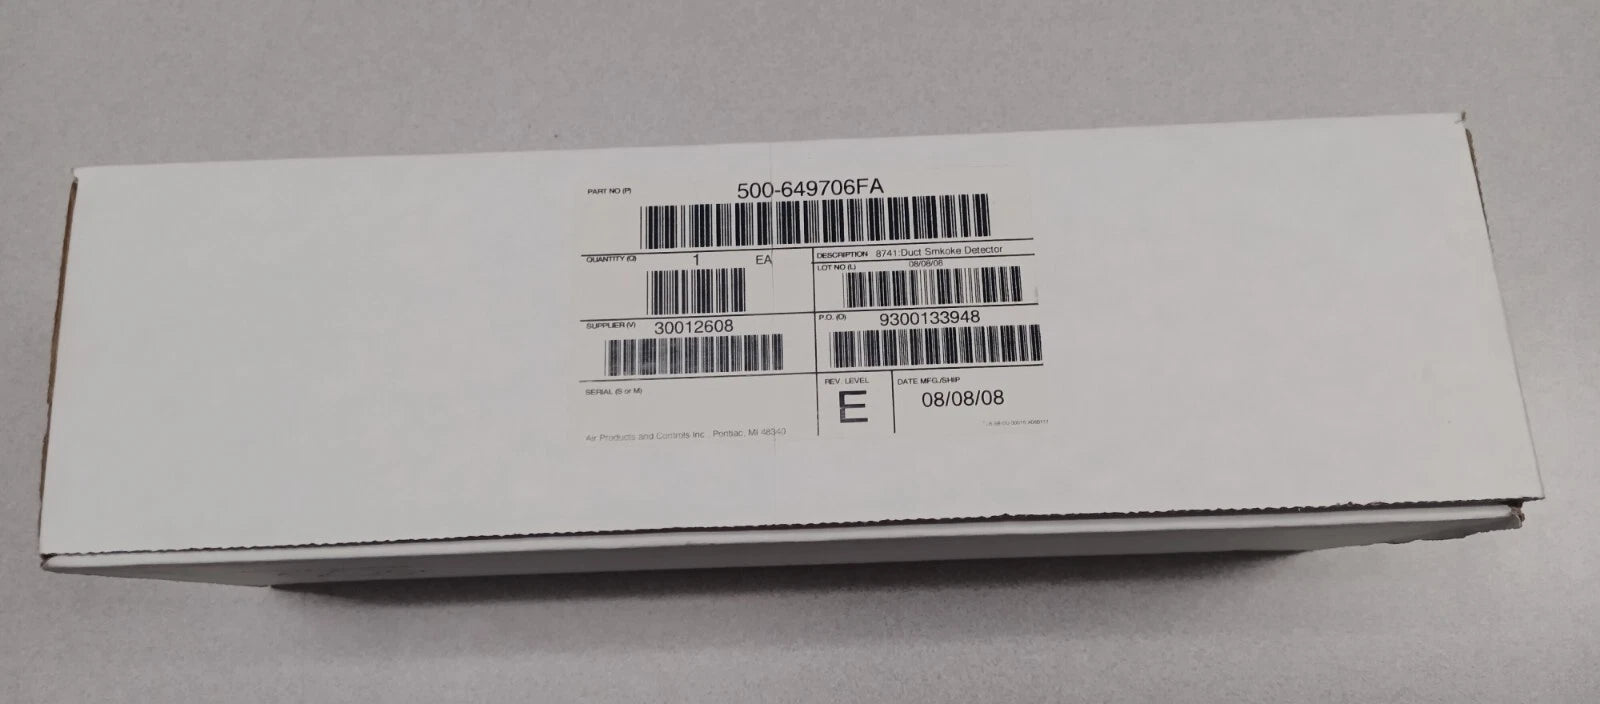 PART NO (P) 500-649706FA
QUANTITY (Q) 1 EA
DESCRIPTION 8741:Duct Smkoke Detector
LOT NO (L) 08/08/08
SUPPLIER (V) 30012608
P.O. (O) 9300133948
SERIAL (S or M)
REV. LEVEL
E
DATE MFG./SHIP
08/08/08
Air Products and Controls Inc Pontiac, MI 48340